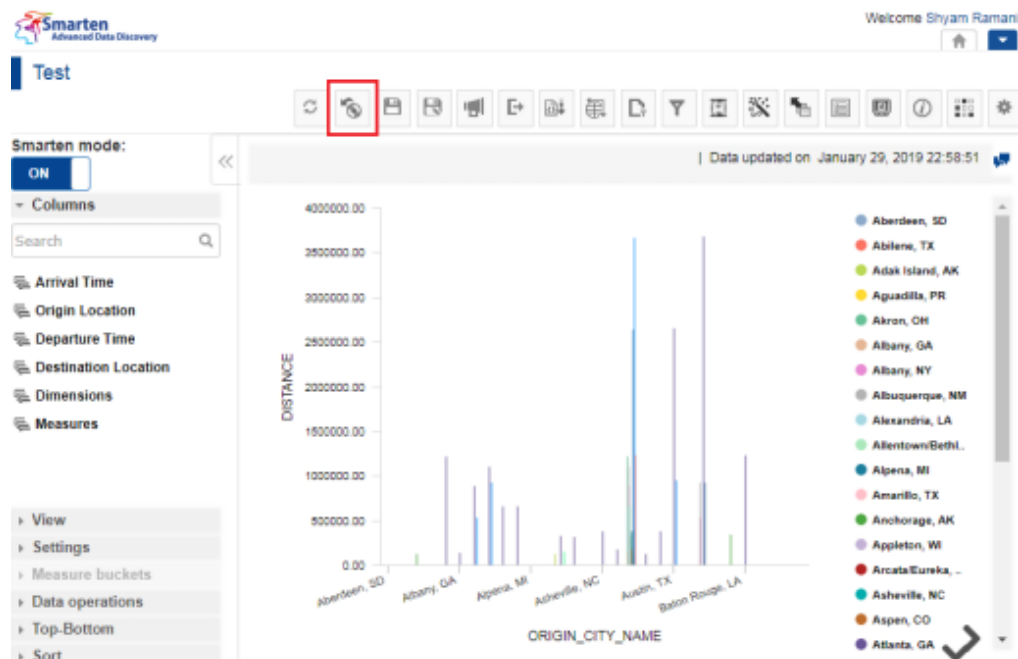 Smarten
Advanced Data Discovery
Welcome Shyam Ramani
Test
Smarten mode:
ON
| Data updated on January 29, 2019 22:58:51
Columns
Search
Arrival Time
Origin Location
Departure Time
Destination Location
Dimensions
Measures
View
Settings
Measure buckets
Data operations
Top-Bottom
Sort
4000000.00
3500000.00
3000000.00
2500000.00
2000000.00
1500000.00
1000000.00
500000.00
0.00
DISTANCE
Aberdeen, SD
Albany, GA
Alpena, MI
Asheville, NC
Austin, TX
Baton Rouge, LA
ORIGIN_CITY_NAME
Aberdeen, SD
Abilene, TX
Adak Island, AK
Aguadilla, PR
Akron, OH
Albany, GA
Albany, NY
Albuquerque, NM
Alexandria, LA
Allentown/Bethl..
Alpena, MI
Amarillo, TX
Anchorage, AK
Appleton, WI
Arcata/Eureka, ..
Asheville, NC
Aspen, CO
Atlanta, GA